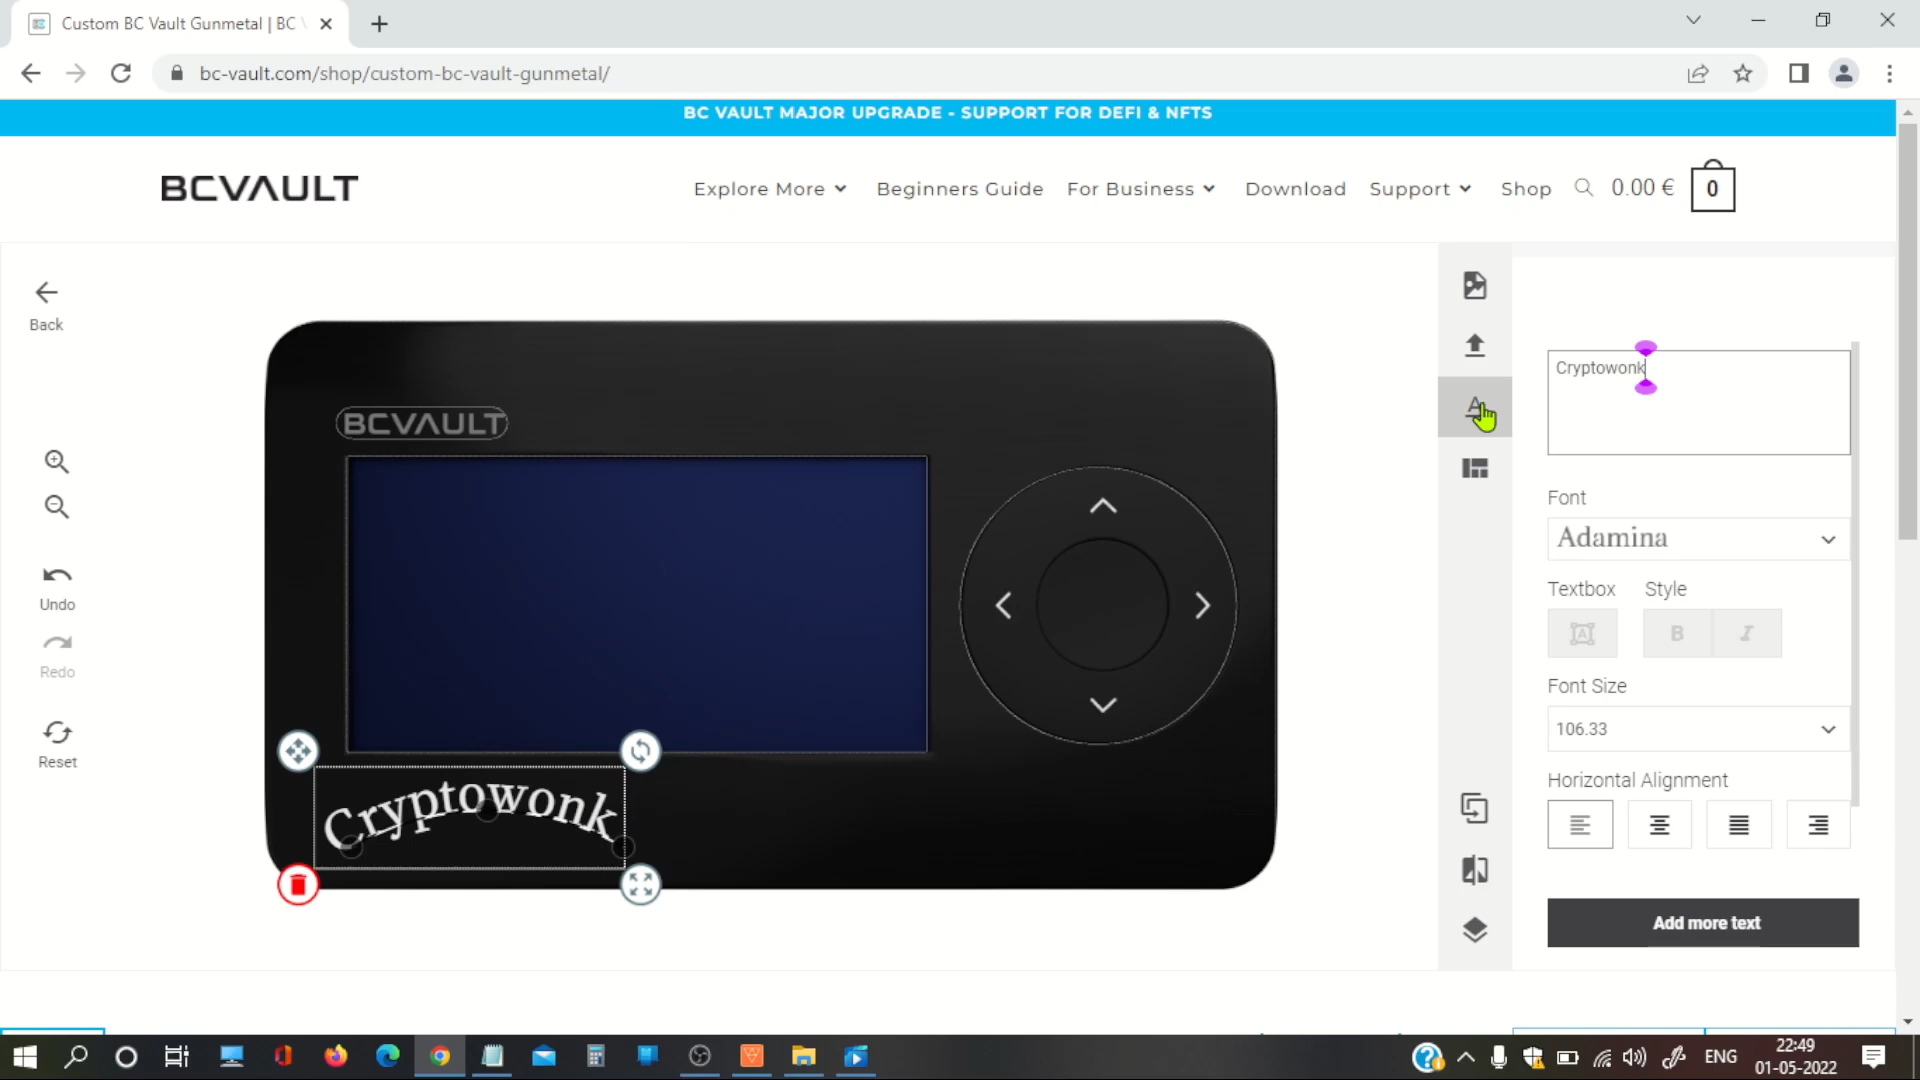 Custom BC Vault Gunmetal | BC
bc-vault.com/shop/custom-bc-vault-gunmetal/
BC VAULT MAJOR UPGRADE - SUPPORT FOR DEFI & NFTS
BCVAULT
Explore More
Beginners Guide
For Business
Download
Support
Shop
0.00 €
0
Back
Undo
Redo
Reset
BCVAULT
Cryptowonk
Cryptowonk
Font
Adamina
Textbox Style
B I
Font Size
106.33
Horizontal Alignment
Add more text
ENG
22:49
01-05-2022